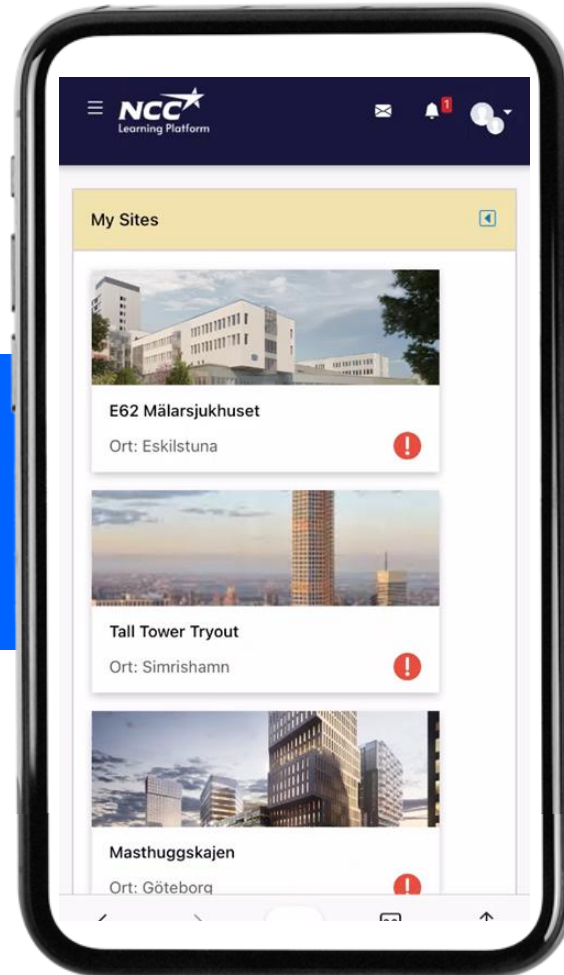 NCC
Learning Platform
1
My Sites
E62 Mälarsjukhuset
Ort: Eskilstuna
!
Tall Tower Tryout
Ort: Simrishamn
!
Masthuggskajen
Ort: Göteborg
!